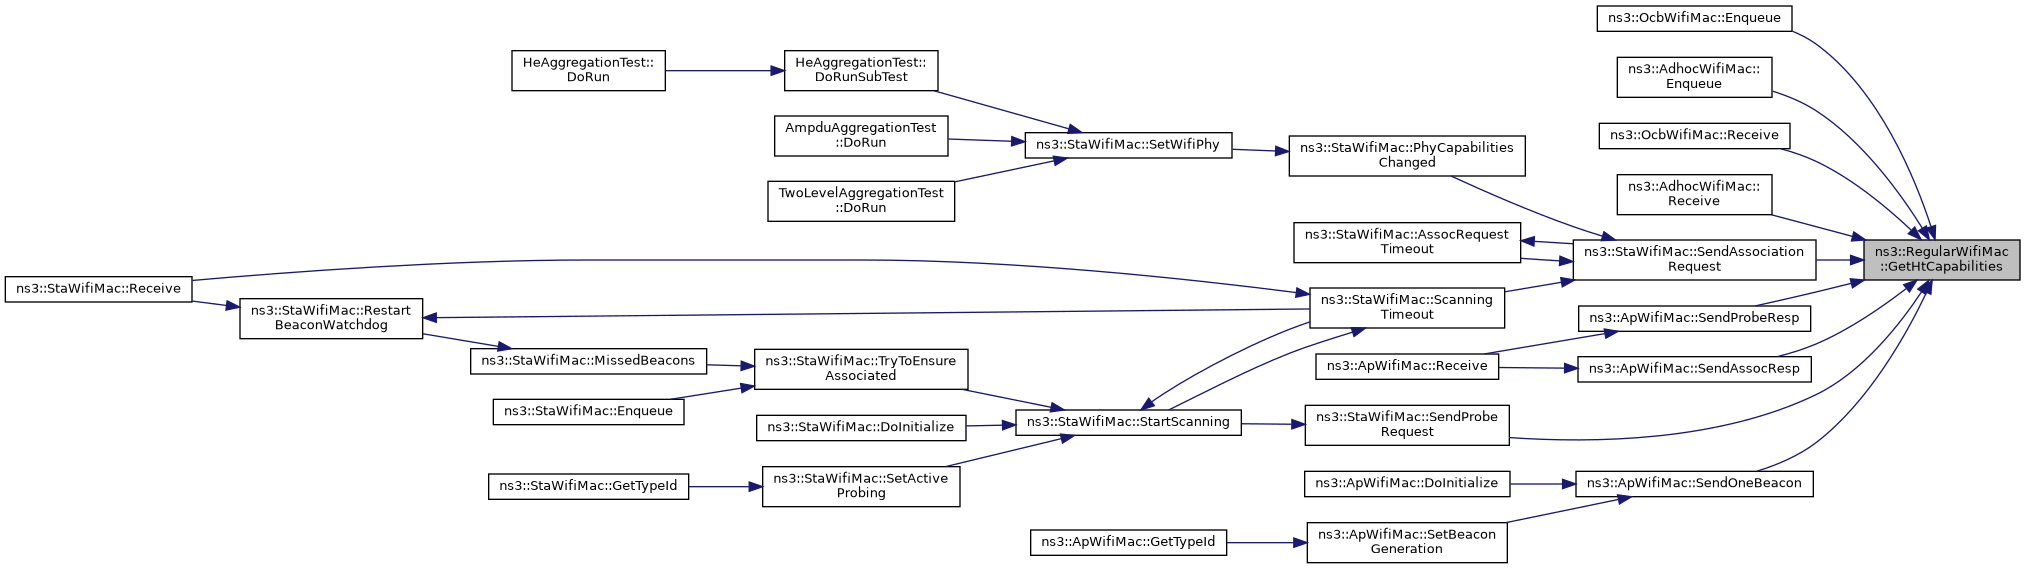 ns3::OcbWifiMac::Enqueue
HeAggregationTest::
DoRun
HeAggregationTest::
DoRunSubTest
ns3::AdhocWifiMac::
Enqueue
AmpduAggregationTest
::DoRun
ns3::StaWifiMac::SetWifiPhy
ns3::StaWifiMac::PhyCapabilities
Changed
ns3::OcbWifiMac::Receive
TwoLevelAggregationTest
::DoRun
ns3::AdhocWifiMac::
Receive
ns3::StaWifiMac::AssocRequest
Timeout
ns3::StaWifiMac::SendAssociation
Request
ns3::RegularWifiMac
::GetHtCapabilities
ns3::StaWifiMac::Receive
ns3::StaWifiMac::Restart
BeaconWatchdog
ns3::StaWifiMac::Scanning
Timeout
ns3::ApWifiMac::SendProbeResp
ns3::StaWifiMac::MissedBeacons
ns3::StaWifiMac::TryToEnsure
Associated
ns3::ApWifiMac::Receive
ns3::ApWifiMac::SendAssocResp
ns3::StaWifiMac::Enqueue
ns3::StaWifiMac::DoInitialize
ns3::StaWifiMac::StartScanning
ns3::StaWifiMac::SendProbe
Request
ns3::StaWifiMac::GetTypeId
ns3::StaWifiMac::SetActive
Probing
ns3::ApWifiMac::DoInitialize
ns3::ApWifiMac::SendOneBeacon
ns3::ApWifiMac::GetTypeId
ns3::ApWifiMac::SetBeacon
Generation